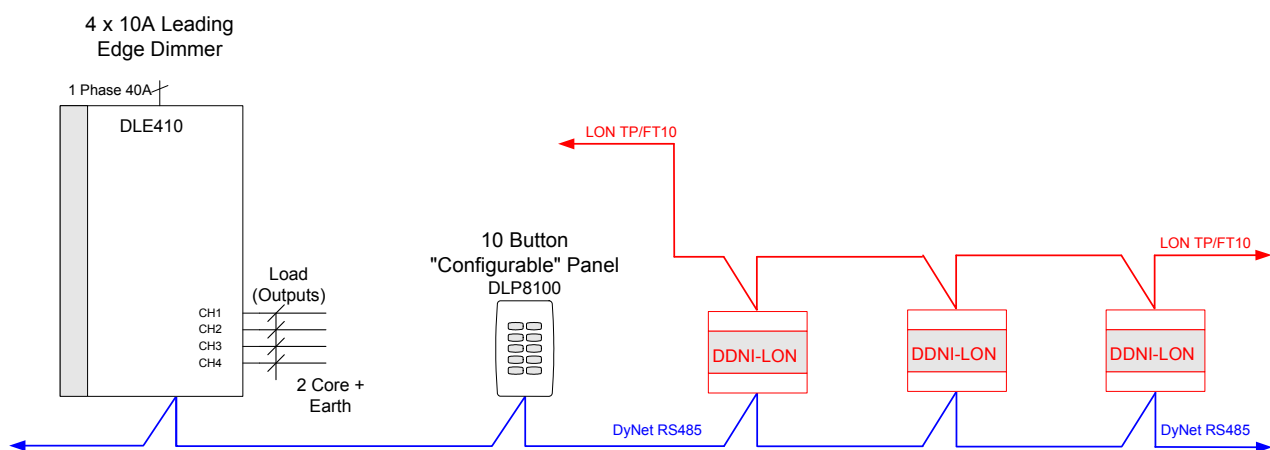 4 x 10A Leading
Edge Dimmer
1 Phase 40A
DLE410
CH1
CH2
CH3
CH4
Load
(Outputs)
2 Core +
Earth
10 Button
"Configurable" Panel
DLP8100
LON TP/FT10
LON TP/FT10
DDNI-LON
DDNI-LON
DDNI-LON
DyNet RS485
DyNet RS485